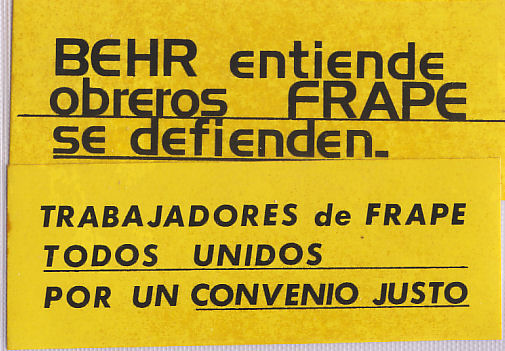 BEHR entiende
obreros FRAPE
se defienden.
TRABAJADORES de FRAPE
TODOS UNIDOS
POR UN CONVENIO JUSTO